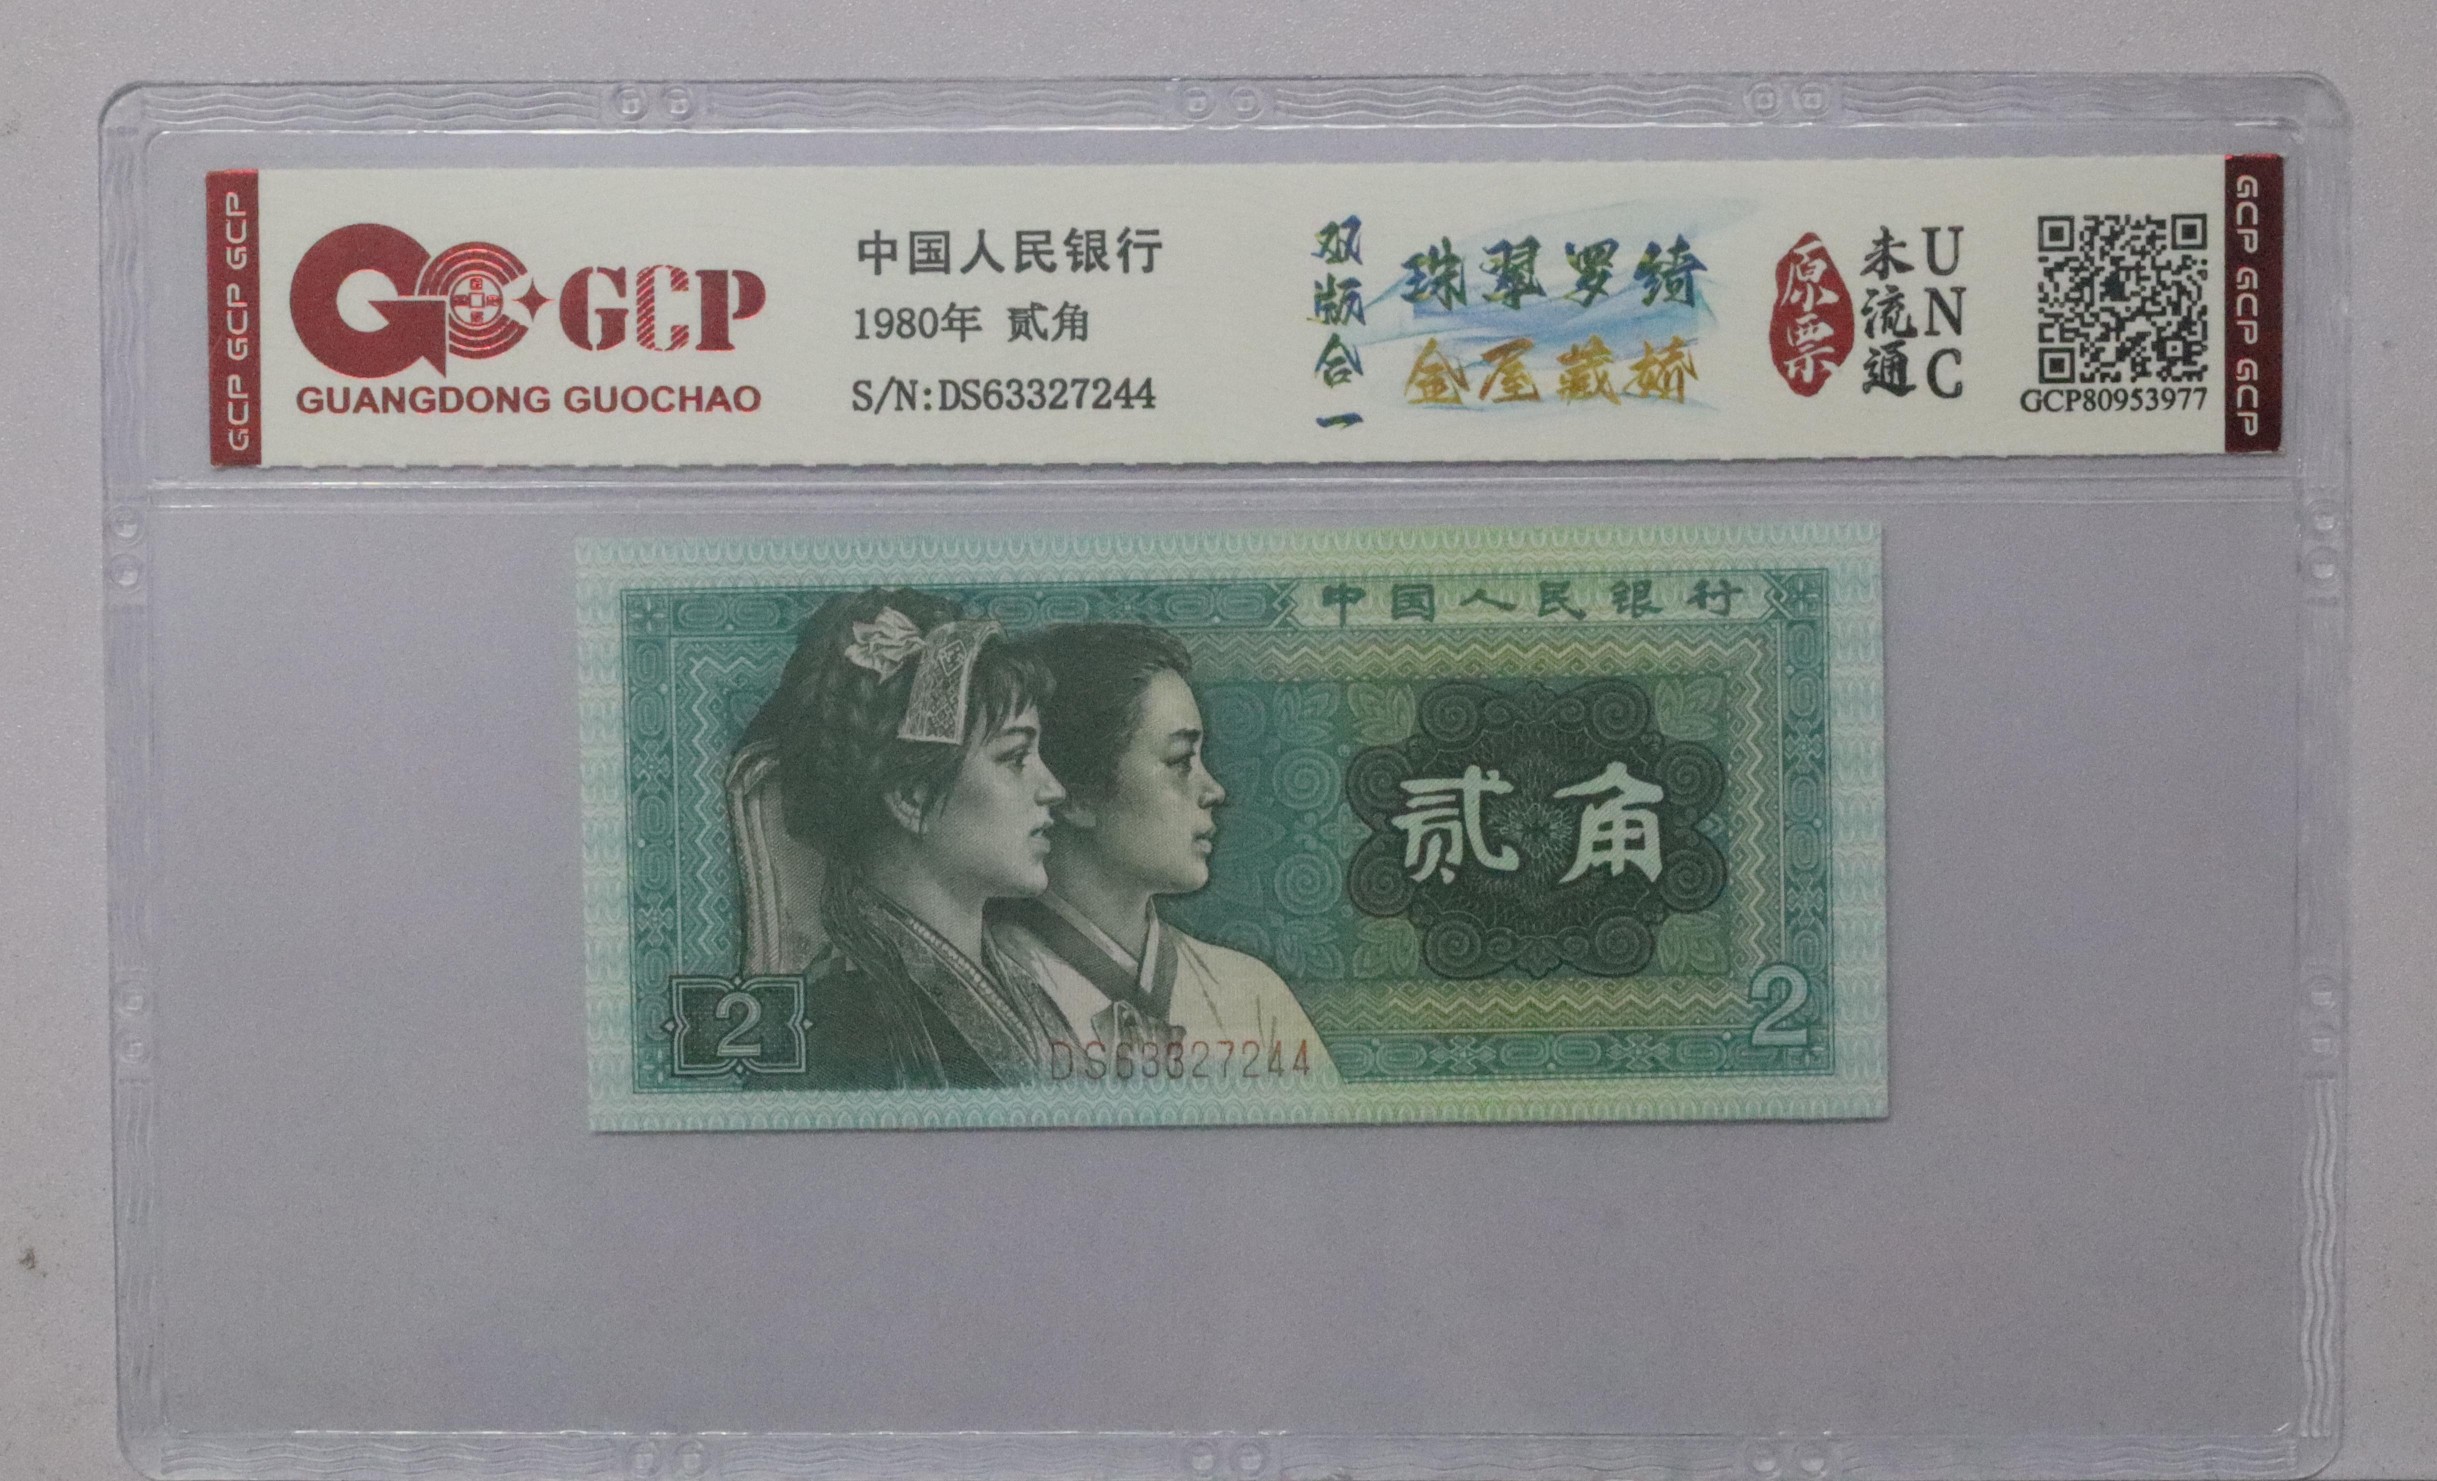 GCP GCP GCP
GCP
GUANGDONG GUOCHAO
中国人民银行
1980年 贰角
S/N:DS63327244
双版合一
珠翠罗绮
金屋藏娇
原票
未流通
UNC
GCP80953977
GCP GCP GCP
中国人民银行
贰角
2
2
DS63327244